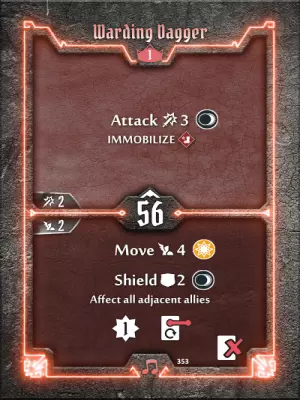 Warding Dagger
1
Attack 3
IMMOBILIZE
2
56
2
Move 4
Shield 2
Affect all adjacent allies
1
353